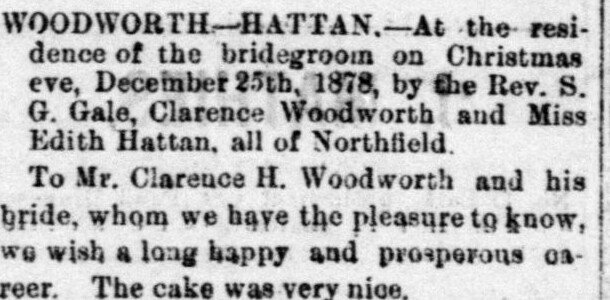 WOODWORTH—HATTAN.—At the resi-
dence of the bridegroom on Christmas
eve, December 25th, 1878, by the Rev. S.
G. Gale, Clarence Woodworth and Miss
Edith Hattan, all of Northfield.
To Mr. Clarence H. Woodworth and his
bride, whom we have the pleasure to know,
we wish a long happy and prosperous ca-
reer. The cake was very nice.